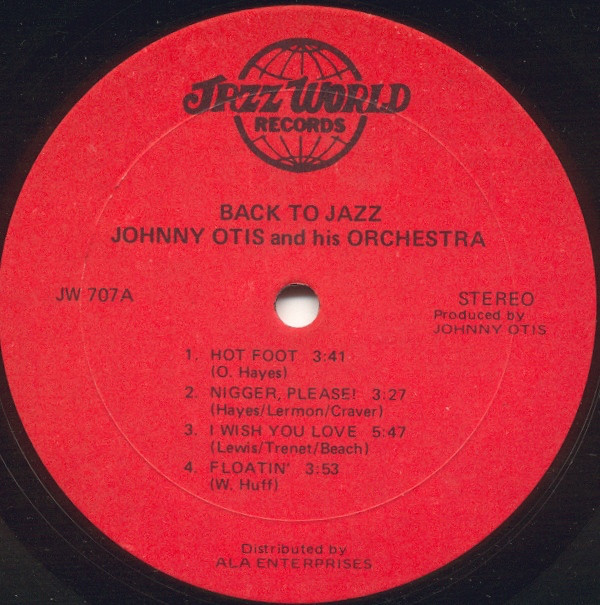 JAZZ WORLD
RECORDS
BACK TO JAZZ
JOHNNY OTIS and his ORCHESTRA
JW 707A
STEREO
Produced by
JOHNNY OTIS
1. HOT FOOT 3:41
(O. Hayes)
2. NIGGER, PLEASE! 3:27
(Hayes/Lermon/Craver)
3. I WISH YOU LOVE 5:47
(Lewis/Trenet/Beach)
4. FLOATIN' 3:53
(W. Huff)
Distributed by
ALA ENTERPRISES